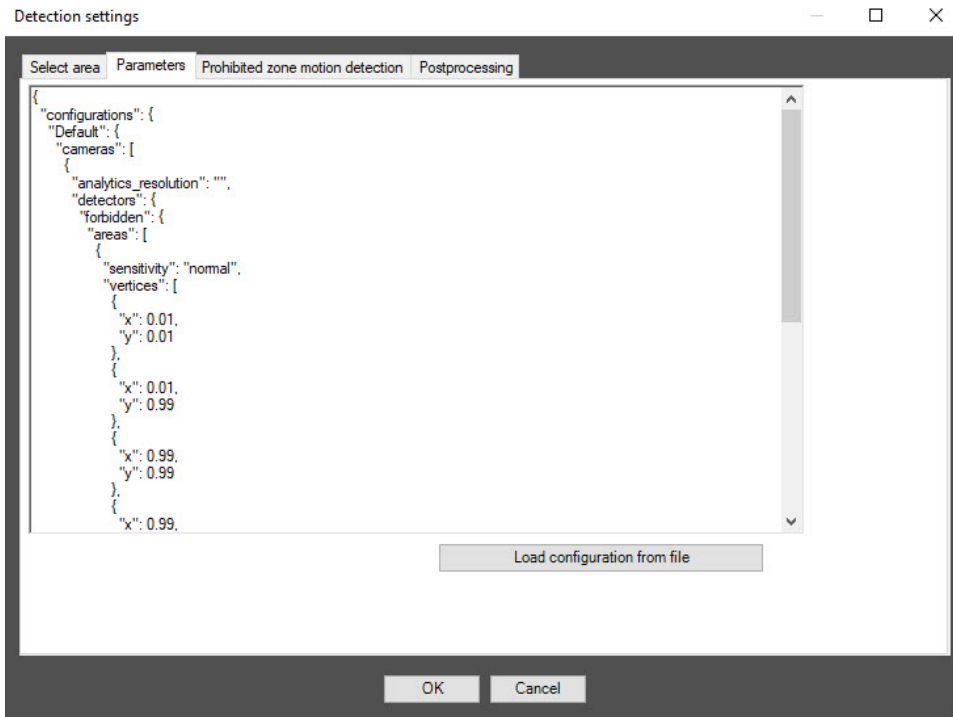 Detection settings
Select area Parameters Prohibited zone motion detection Postprocessing
{
"configurations": {
"Default": {
"cameras": [
{
"analytics_resolution": "",
"detectors": {
"forbidden": {
"areas": [
{
"sensitivity": "normal",
"vertices": [
{
"x": 0.01,
"y": 0.01
},
{
"x": 0.01,
"y": 0.99
},
{
"x": 0.99,
"y": 0.99
},
{
"x": 0.99,
Load configuration from file
OK Cancel